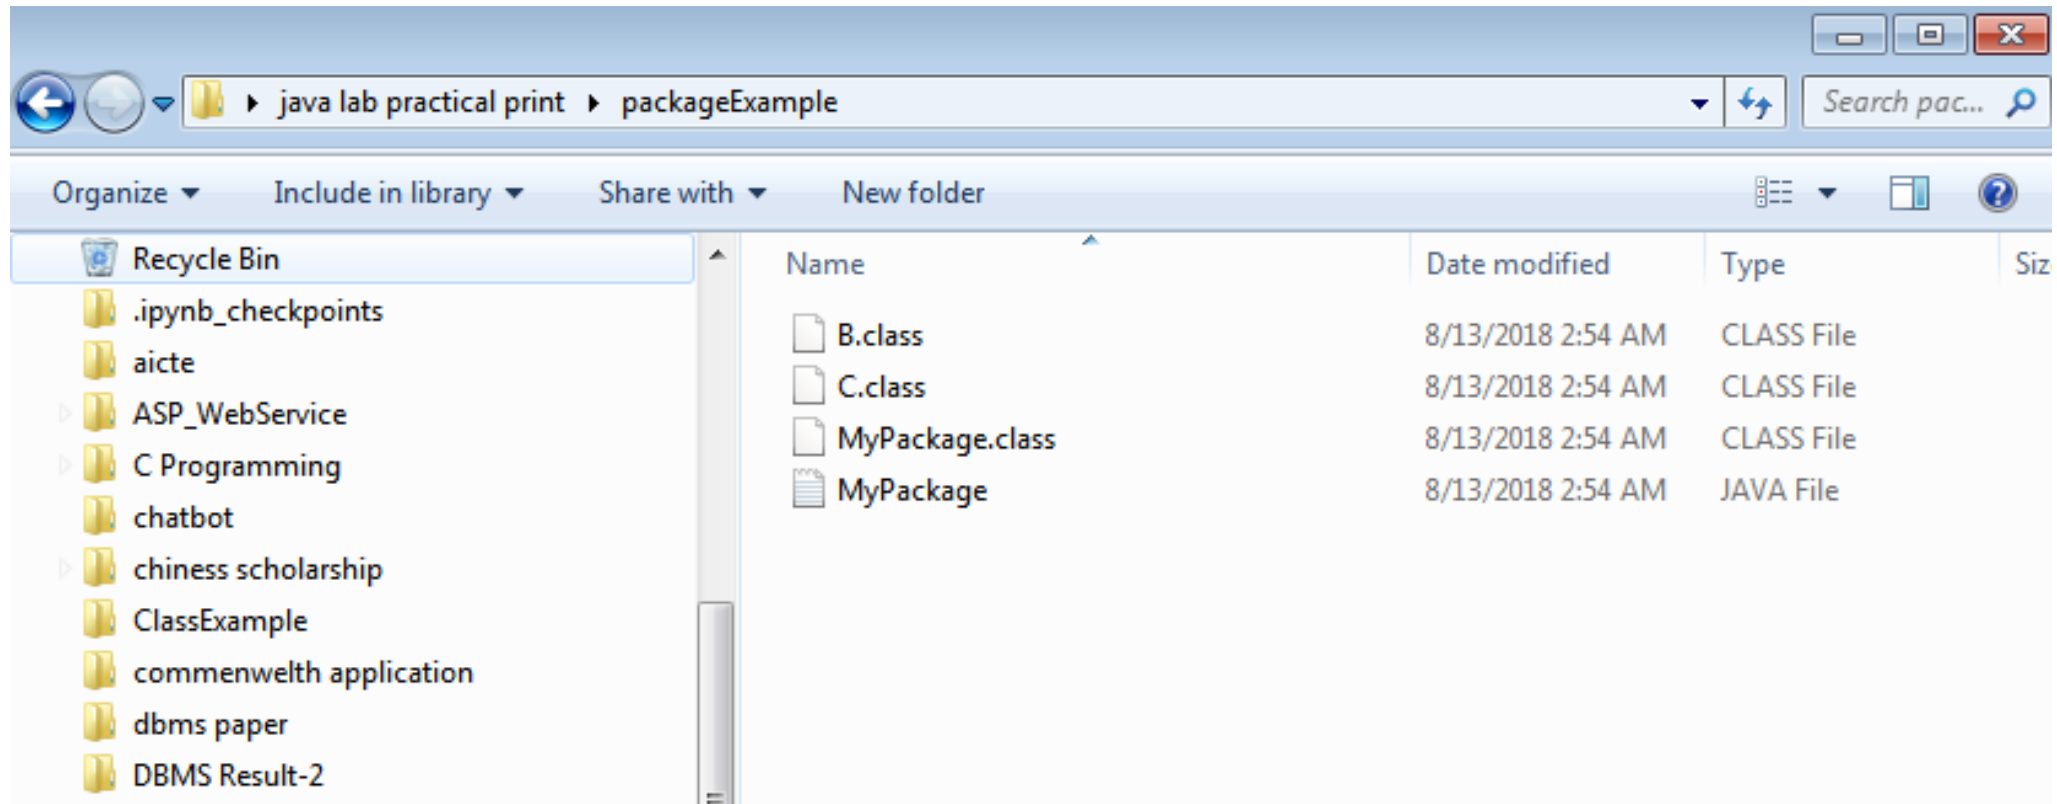 java lab practical print packageExample
Search pac...
Organize Include in library Share with New folder
Recycle Bin
.ipynb_checkpoints
aicte
ASP_WebService
C Programming
chatbot
chiness scholarship
ClassExample
commenwelth application
dbms paper
DBMS Result-2
Name Date modified Type Siz
B.class 8/13/2018 2:54 AM CLASS File
C.class 8/13/2018 2:54 AM CLASS File
MyPackage.class 8/13/2018 2:54 AM CLASS File
MyPackage 8/13/2018 2:54 AM JAVA File